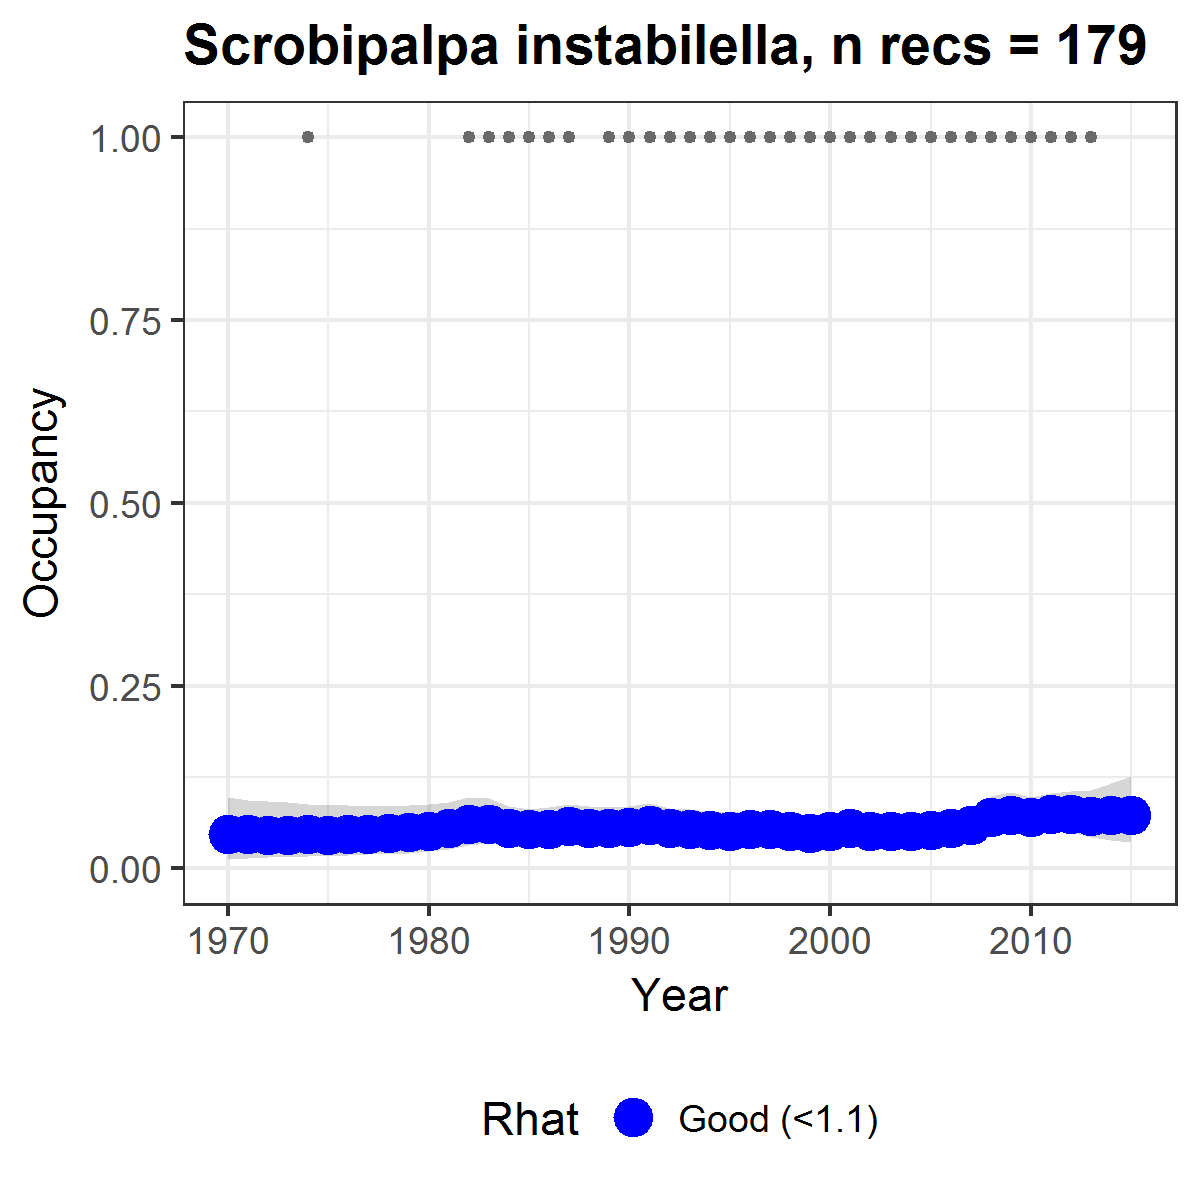 Scrobipalpa instabilella, n recs = 179
1.00
0.75
0.50
0.25
0.00
Occupancy
1970 1980 1990 2000 2010
Year
Rhat Good (<1.1)